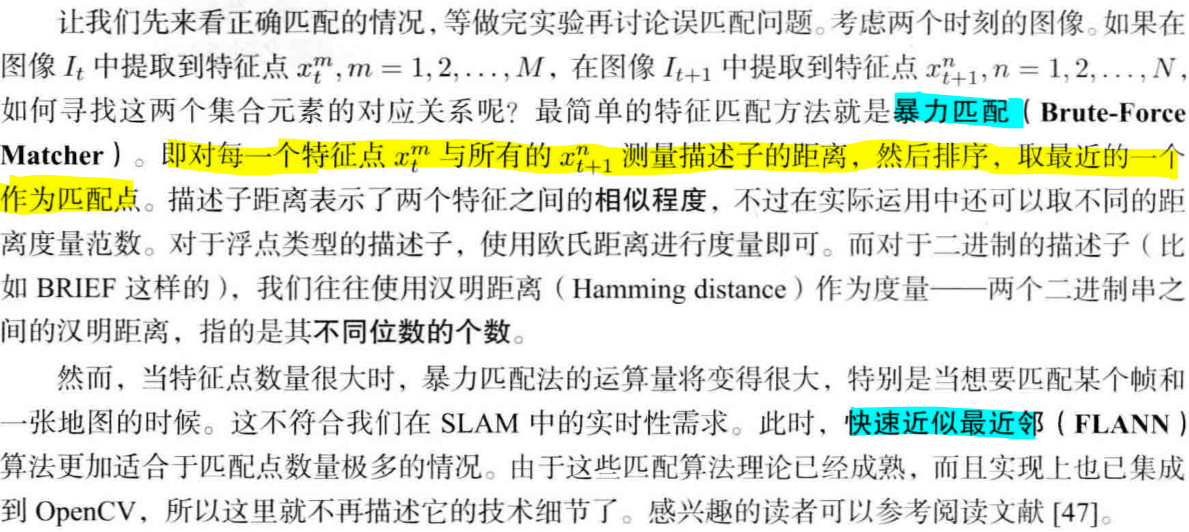 让我们先来看正确匹配的情况，等做完实验再讨论误匹配问题。考虑两个时刻的图像。如果在
图像 I_t 中提取到特征点 x_t^m, m = 1, 2, . . . , M，在图像 I_{t+1} 中提取到特征点 x_{t+1}^n, n = 1, 2, . . . , N，
如何寻找这两个集合元素的对应关系呢？最简单的特征匹配方法就是暴力匹配（Brute-Force
Matcher）。即对每一个特征点 x_t^m 与所有的 x_{t+1}^n 测量描述子的距离，然后排序，取最近的一个
作为匹配点。描述子距离表示了两个特征之间的相似程度，不过在实际运用中还可以取不同的距
离度量范数。对于浮点类型的描述子，使用欧氏距离进行度量即可。而对于二进制的描述子（比
如 BRIEF 这样的），我们往往使用汉明距离（Hamming distance）作为度量——两个二进制串之
间的汉明距离，指的是其不同位数的个数。
然而，当特征点数量很大时，暴力匹配法的运算量将变得很大，特别是当想要匹配某个帧和
一张地图的时候。这不符合我们在 SLAM 中的实时性需求。此时，快速近似最近邻（FLANN）
算法更加适合于匹配点数量极多的情况。由于这些匹配算法理论已经成熟，而且实现上也已集成
到 OpenCV，所以这里就不再描述它的技术细节了。感兴趣的读者可以参考阅读文献 [47]。